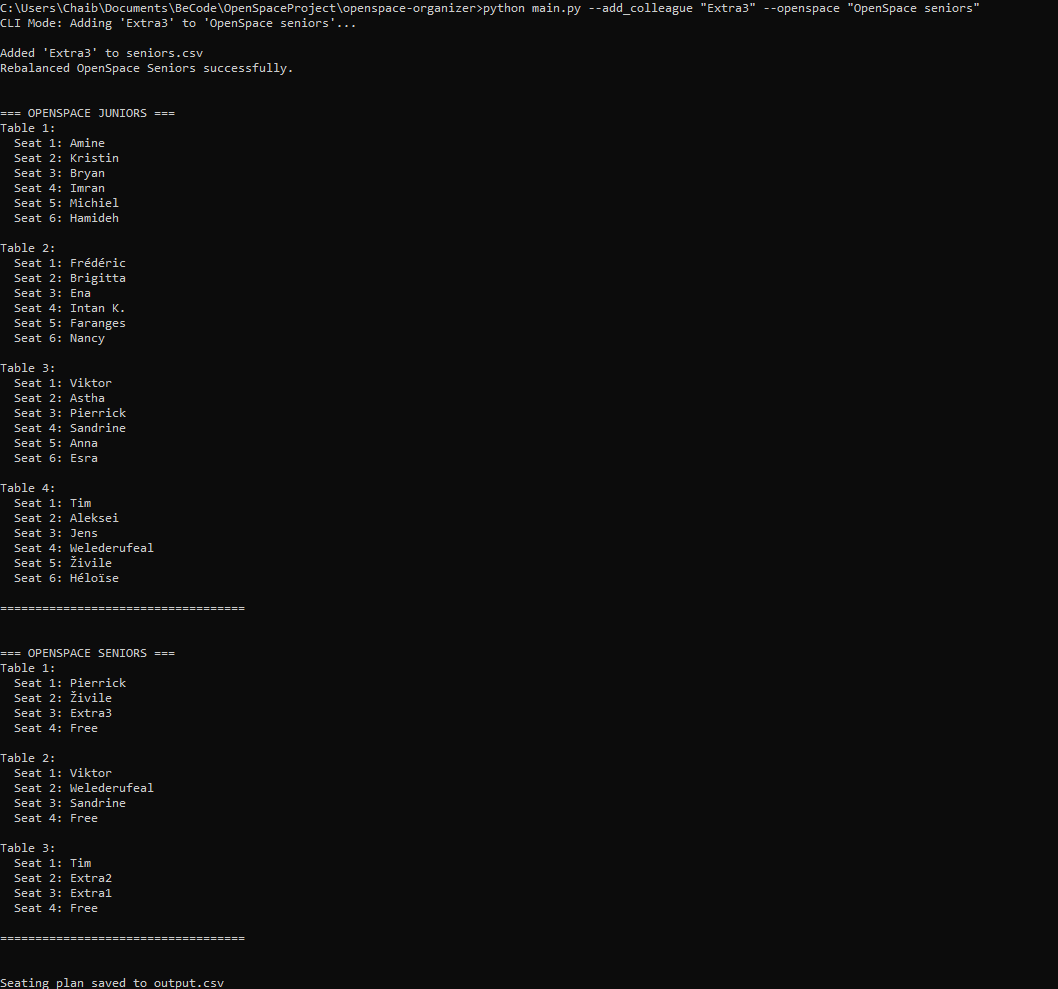 C:\Users\Chaib\Documents\BeCode\OpenSpaceProject\openspace-organizer>python main.py --add_colleague "Extra3" --openspace "OpenSpace seniors"
CLI Mode: Adding 'Extra3' to 'OpenSpace seniors'...
Added 'Extra3' to seniors.csv
Rebalanced OpenSpace Seniors successfully.
=== OPENSPACE JUNIORS ===
Table 1:
Seat 1: Amine
Seat 2: Kristin
Seat 3: Bryan
Seat 4: Imran
Seat 5: Michiel
Seat 6: Hamideh
Table 2:
Seat 1: Frédéric
Seat 2: Brigitta
Seat 3: Ena
Seat 4: Intan K.
Seat 5: Faranges
Seat 6: Nancy
Table 3:
Seat 1: Viktor
Seat 2: Astha
Seat 3: Pierrick
Seat 4: Sandrine
Seat 5: Anna
Seat 6: Esra
Table 4:
Seat 1: Tim
Seat 2: Aleksei
Seat 3: Jens
Seat 4: Welederufeal
Seat 5: Živile
Seat 6: Héloïse
===================================
=== OPENSPACE SENIORS ===
Table 1:
Seat 1: Pierrick
Seat 2: Živile
Seat 3: Extra3
Seat 4: Free
Table 2:
Seat 1: Viktor
Seat 2: Welederufeal
Seat 3: Sandrine
Seat 4: Free
Table 3:
Seat 1: Tim
Seat 2: Extra2
Seat 3: Extra1
Seat 4: Free
===================================
Seating plan saved to output.csv